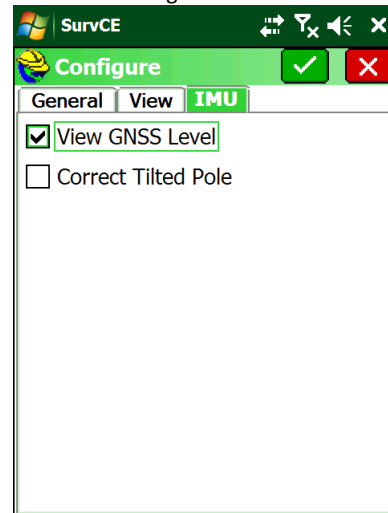 SurvCE
Configure
General View IMU
View GNSS Level
Correct Tilted Pole